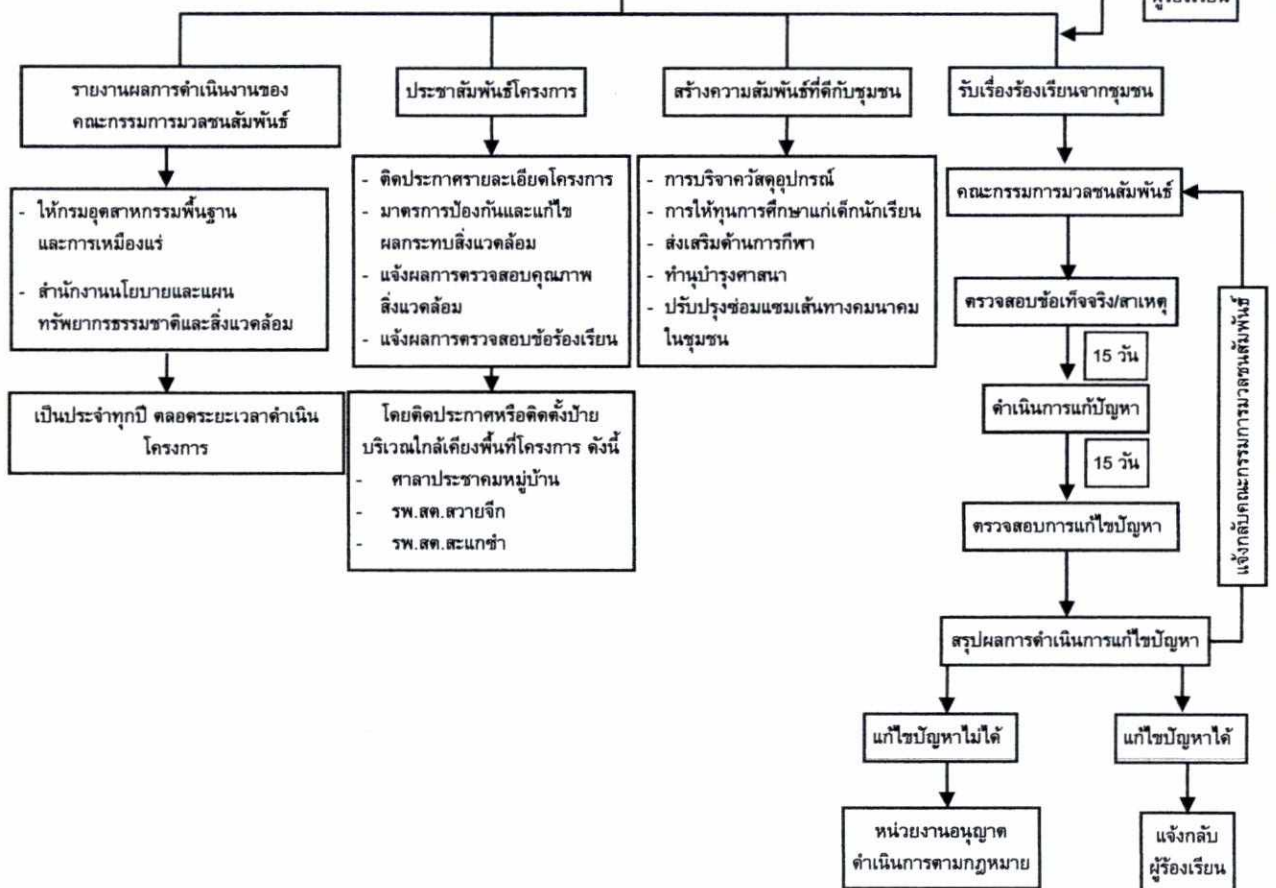 ผู้ร้องเรียน
รายงานผลการดำเนินงานของ
คณะกรรมการมวลชนสัมพันธ์
- ให้กรมอุตสาหกรรมพื้นฐาน
และการเหมืองแร่
- สำนักงานนโยบายและแผน
ทรัพยากรธรรมชาติและสิ่งแวดล้อม
เป็นประจำทุกปี ตลอดระยะเวลาดำเนิน
โครงการ
ประชาสัมพันธ์โครงการ
- ติดประกาศรายละเอียดโครงการ
- มาตรการป้องกันและแก้ไข
ผลกระทบสิ่งแวดล้อม
- แจ้งผลการตรวจสอบคุณภาพ
สิ่งแวดล้อม
- แจ้งผลการตรวจสอบข้อร้องเรียน
โดยติดประกาศหรือติดตั้งป้าย
บริเวณใกล้เคียงพื้นที่โครงการ ดังนี้
- ศาลาประชาคมหมู่บ้าน
- รพ.สต.สวายจีก
- รพ.สต.สะแกซำ
สร้างความสัมพันธ์ที่ดีกับชุมชน
- การบริจาควัสดุอุปกรณ์
- การให้ทุนการศึกษาแก่เด็กนักเรียน
- ส่งเสริมด้านการกีฬา
- ทำนุบำรุงศาสนา
- ปรับปรุงซ่อมแซมเส้นทางคมนาคม
ในชุมชน
รับเรื่องร้องเรียนจากชุมชน
คณะกรรมการมวลชนสัมพันธ์
ตรวจสอบข้อเท็จจริง/สาเหตุ
15 วัน
ดำเนินการแก้ปัญหา
15 วัน
ตรวจสอบการแก้ไขปัญหา
แจ้งกลับคณะกรรมการมวลชนสัมพันธ์
สรุปผลการดำเนินการแก้ไขปัญหา
แก้ไขปัญหาไม่ได้
แก้ไขปัญหาได้
หน่วยงานอนุญาต
ดำเนินการตามกฎหมาย
แจ้งกลับ
ผู้ร้องเรียน